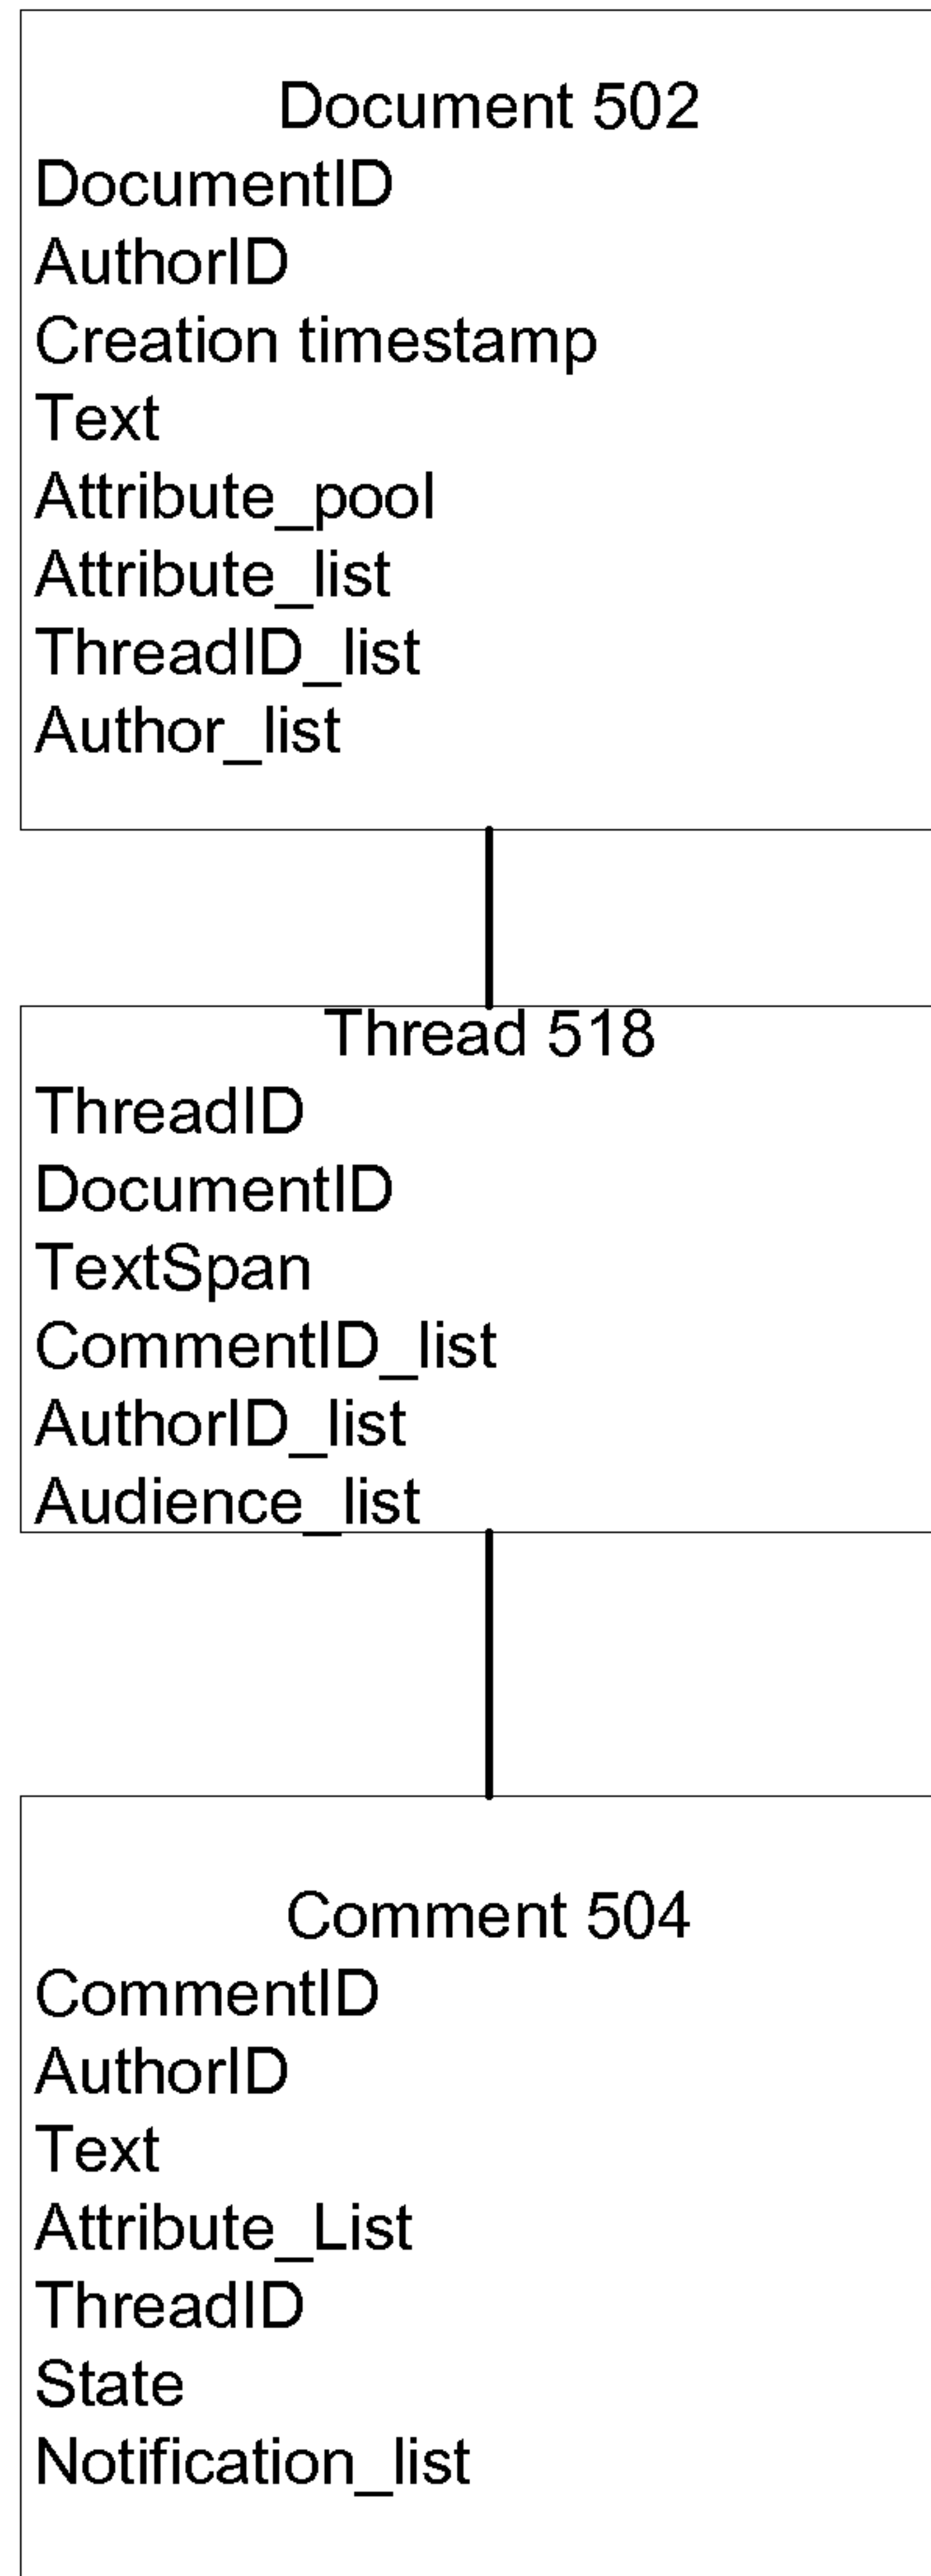 Document 502
DocumentID
AuthorID
Creation timestamp
Text
Attribute_pool
Attribute_list
ThreadID_list
Author_list
Thread 518
ThreadID
DocumentID
TextSpan
CommentID_list
AuthorID_list
Audience_list
Comment 504
CommentID
AuthorID
Text
Attribute_List
ThreadID
State
Notification_list